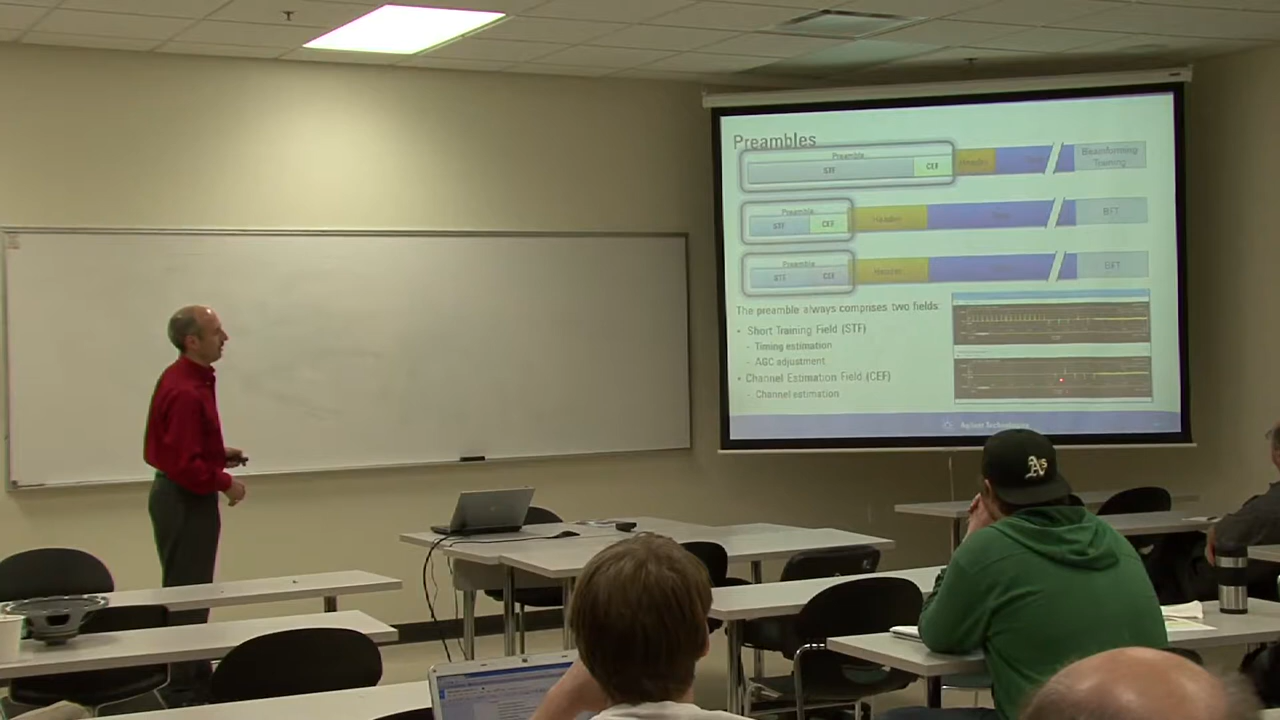 Preambles
Preamble
STF CEF Header Beamforming
Training
Preamble
STF CEF Header BFT
Preamble
STF CEF Header BFT
The preamble always comprises two fields:
• Short Training Field (STF)
- Timing estimation
- AGC adjustment
• Channel Estimation Field (CEF)
- Channel estimation
Agilent Technologies
A's